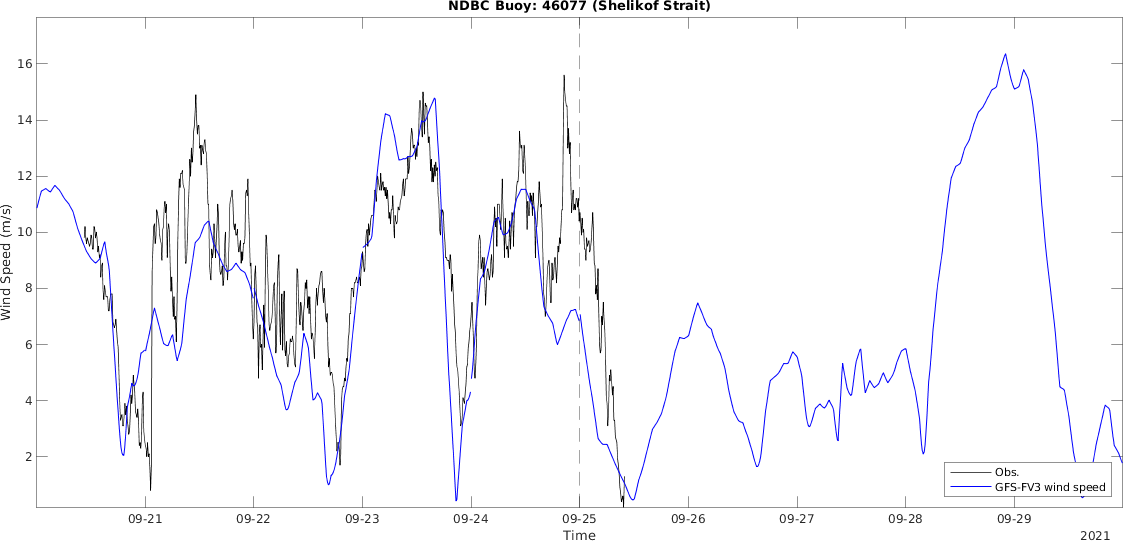 NDBC Buoy: 46077 (Shelikof Strait)
Wind Speed (m/s)
16
14
12
10
8
6
4
2
Obs.
GFS-FV3 wind speed
09-21 09-22 09-23 09-24 09-25 09-26 09-27 09-28 09-29
Time
2021